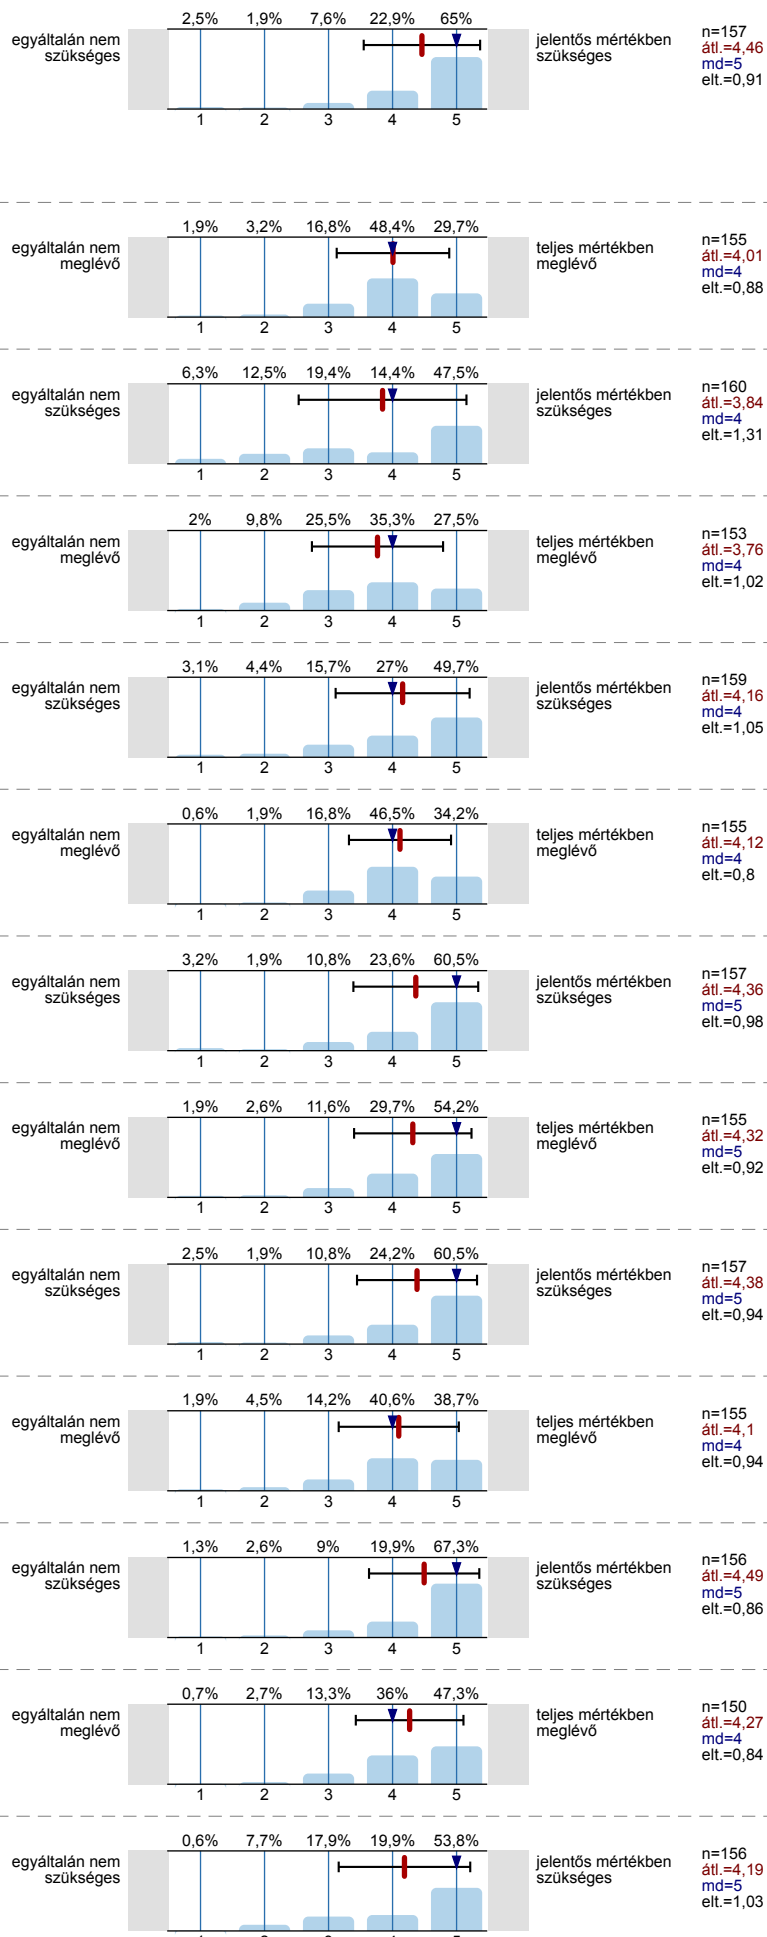 2,5% 1,9% 7,6% 22,9% 65%
egyáltalán nem
szükséges
jelentős mértékben
szükséges
n=157
átl.=4,46
md=5
elt.=0,91
1 2 3 4 5
1,9% 3,2% 16,8% 48,4% 29,7%
egyáltalán nem
meglévő
teljes mértékben
meglévő
n=155
átl.=4,01
md=4
elt.=0,88
1 2 3 4 5
6,3% 12,5% 19,4% 14,4% 47,5%
egyáltalán nem
szükséges
jelentős mértékben
szükséges
n=160
átl.=3,84
md=4
elt.=1,31
1 2 3 4 5
2% 9,8% 25,5% 35,3% 27,5%
egyáltalán nem
meglévő
teljes mértékben
meglévő
n=153
átl.=3,76
md=4
elt.=1,02
1 2 3 4 5
3,1% 4,4% 15,7% 27% 49,7%
egyáltalán nem
szükséges
jelentős mértékben
szükséges
n=159
átl.=4,16
md=4
elt.=1,05
1 2 3 4 5
0,6% 1,9% 16,8% 46,5% 34,2%
egyáltalán nem
meglévő
teljes mértékben
meglévő
n=155
átl.=4,12
md=4
elt.=0,8
1 2 3 4 5
3,2% 1,9% 10,8% 23,6% 60,5%
egyáltalán nem
szükséges
jelentős mértékben
szükséges
n=157
átl.=4,36
md=5
elt.=0,98
1 2 3 4 5
1,9% 2,6% 11,6% 29,7% 54,2%
egyáltalán nem
meglévő
teljes mértékben
meglévő
n=155
átl.=4,32
md=5
elt.=0,92
1 2 3 4 5
2,5% 1,9% 10,8% 24,2% 60,5%
egyáltalán nem
szükséges
jelentős mértékben
szükséges
n=157
átl.=4,38
md=5
elt.=0,94
1 2 3 4 5
1,9% 4,5% 14,2% 40,6% 38,7%
egyáltalán nem
meglévő
teljes mértékben
meglévő
n=155
átl.=4,1
md=4
elt.=0,94
1 2 3 4 5
1,3% 2,6% 9% 19,9% 67,3%
egyáltalán nem
szükséges
jelentős mértékben
szükséges
n=156
átl.=4,49
md=5
elt.=0,86
1 2 3 4 5
0,7% 2,7% 13,3% 36% 47,3%
egyáltalán nem
meglévő
teljes mértékben
meglévő
n=150
átl.=4,27
md=4
elt.=0,84
1 2 3 4 5
0,6% 7,7% 17,9% 19,9% 53,8%
egyáltalán nem
szükséges
jelentős mértékben
szükséges
n=156
átl.=4,19
md=5
elt.=1,03